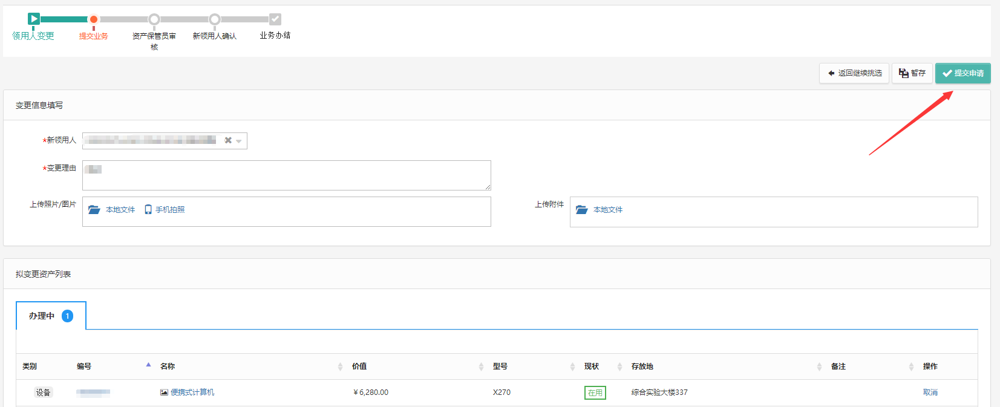 领用人变更
提交业务
资产保管员审
核
新领用人确认
业务办结
返回继续挑选
暂存
提交申请
变更信息填写
*新领用人
*变更理由
上传照片/图片
本地文件
手机拍照
上传附件
本地文件
拟变更资产列表
办理中 1
类别 编号 名称 价值 型号 现状 存放地 备注 操作
设备 便携式计算机 ￥6,280.00 X270 在用 综合实验大楼337 取消